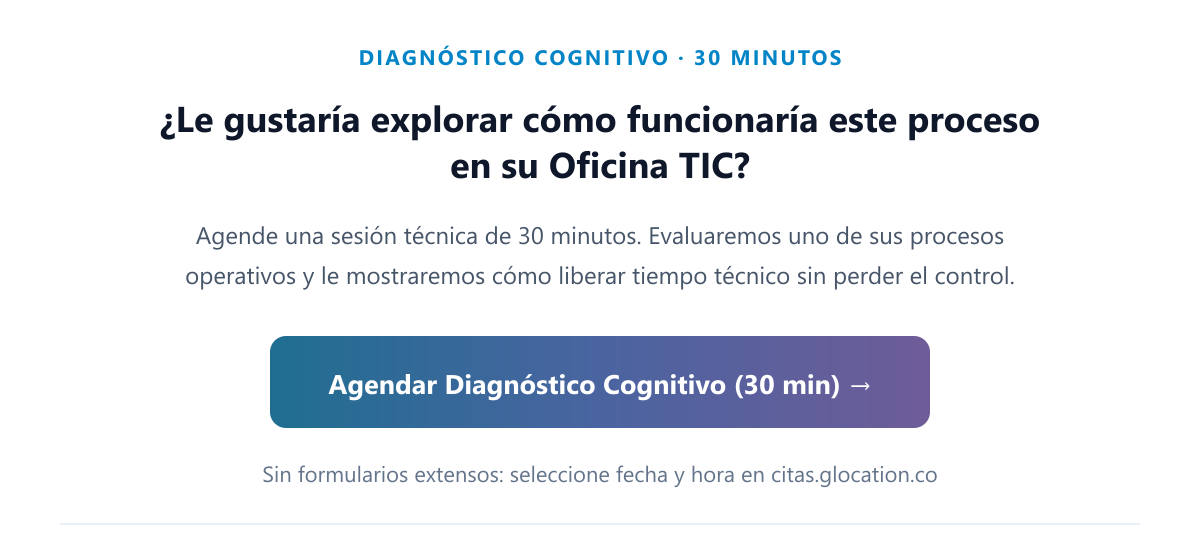 DIAGNÓSTICO COGNITIVO · 30 MINUTOS
¿Le gustaría explorar cómo funcionaría este proceso
en su Oficina TIC?
Agende una sesión técnica de 30 minutos. Evaluaremos uno de sus procesos
operativos y le mostraremos cómo liberar tiempo técnico sin perder el control.
Agendar Diagnóstico Cognitivo (30 min) →
Sin formularios extensos: seleccione fecha y hora en citas.glocation.co